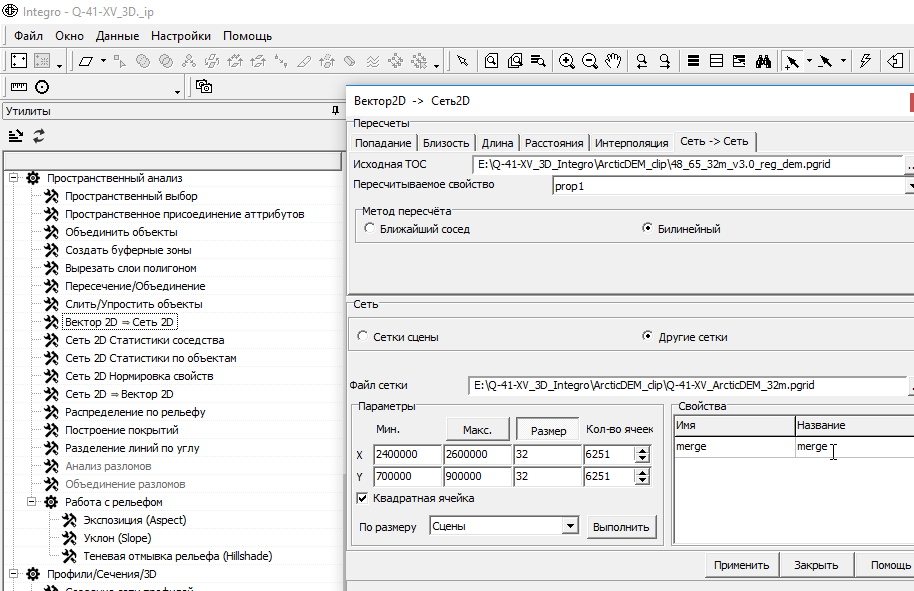 Integro - Q-41-XV_3D._ip
Файл Окно Данные Настройки Помощь
Утилиты
Пространственный анализ
Пространственный выбор
Пространственное присоединение аттрибутов
Объединить объекты
Создать буферные зоны
Вырезать слои полигоном
Пересечение/Объединение
Слить/Упростить объекты
Вектор 2D ⇒ Сеть 2D
Сеть 2D Статистики соседства
Сеть 2D Статистики по объектам
Сеть 2D Нормировка свойств
Сеть 2D ⇒ Вектор 2D
Распределение по рельефу
Построение покрытий
Разделение линий по углу
Анализ разломов
Объединение разломов
Работа с рельефом
Экспозиция (Aspect)
Уклон (Slope)
Теневая отмывка рельефа (Hillshade)
Профили/Сечения/3D
Вектор2D -> Сеть2D
Пересчеты
Попадание Близость Длина Расстояния Интерполяция Сеть -> Сеть
Исходная ТОС E:\Q-41-XV_3D_Integro\ArcticDEM_clip\48_65_32m_v3.0_reg_dem.pgrid
Пересчитываемое свойство prop1
Метод пересчёта
Ближайший сосед Билинейный
Сеть
Сетки сцены Другие сетки
Файл сетки E:\Q-41-XV_3D_Integro\ArcticDEM_clip\Q-41-XV_ArcticDEM_32m.pgrid
Параметры
Мин. Макс. Размер Кол-во ячеек
X 2400000 2600000 32 6251
Y 700000 900000 32 6251
Квадратная ячейка
По размеру Сцены Выполнить
Свойства
Имя Название
merge merge
Применить Закрыть Помощь